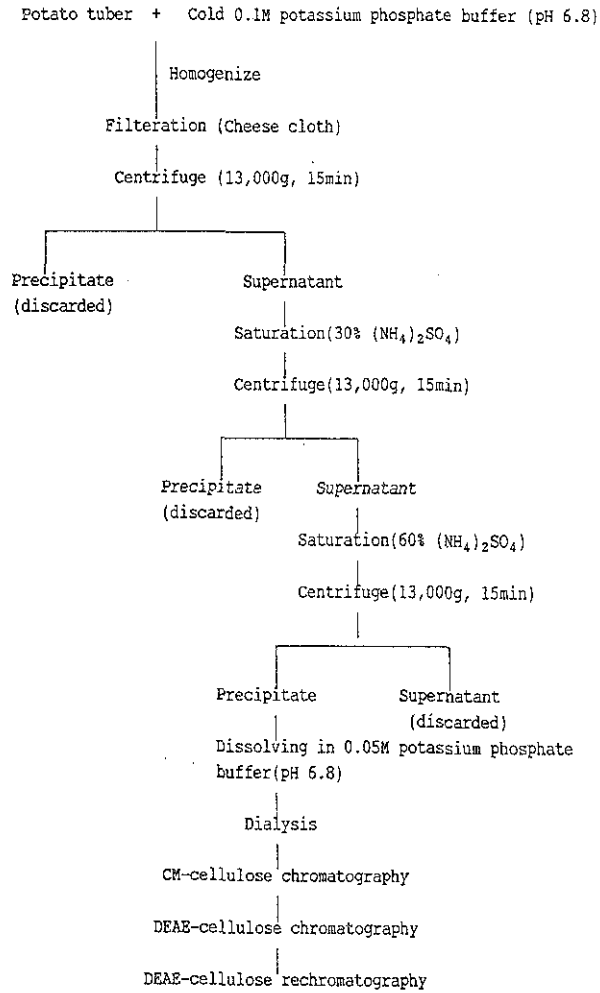 Potato tuber + Cold 0.1M potassium phosphate buffer (pH 6.8)
Homogenize
Filteration (Cheese cloth)
Centrifuge (13,000g, 15min)
Precipitate Supernatant
(discarded)
Saturation(30% (NH₄)₂SO₄)
Centrifuge(13,000g, 15min)
Precipitate Supernatant
(discarded)
Saturation(60% (NH₄)₂SO₄)
Centrifuge(13,000g, 15min)
Precipitate Supernatant
(discarded)
Dissolving in 0.05M potassium phosphate
buffer(pH 6.8)
Dialysis
CM-cellulose chromatography
DEAE-cellulose chromatography
DEAE-cellulose rechromatography